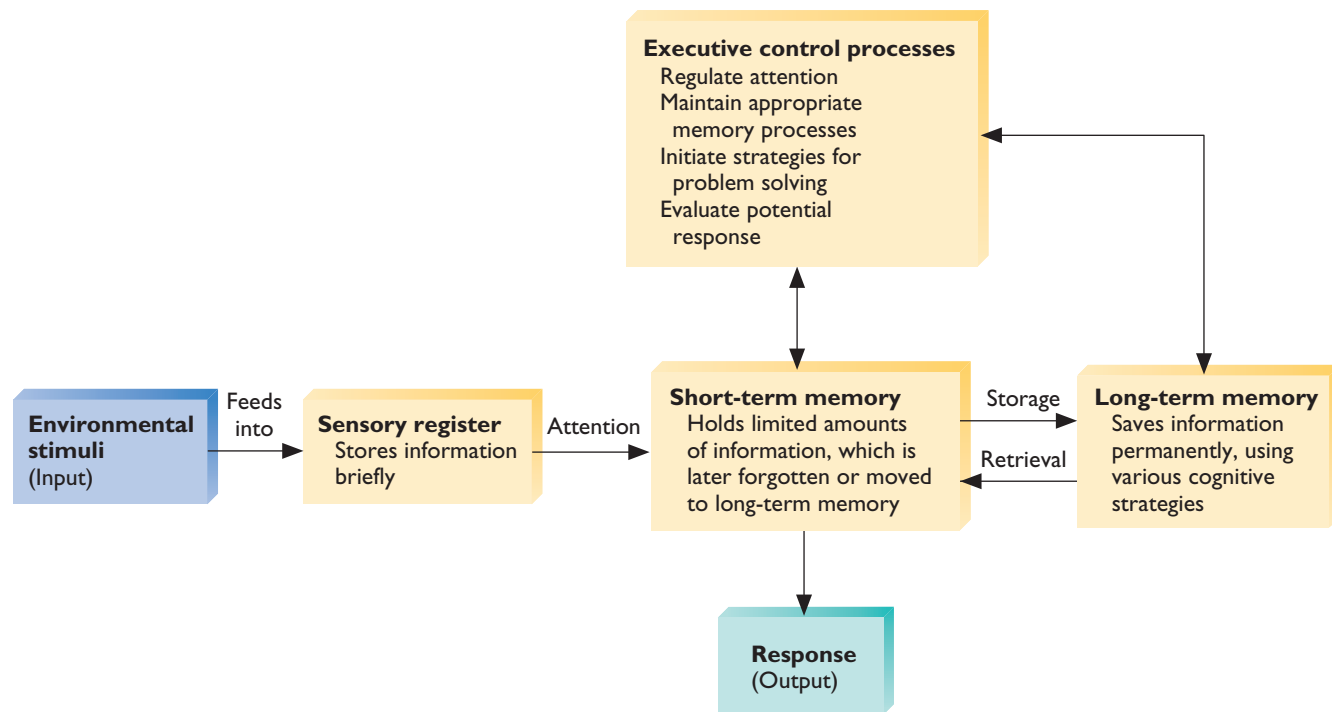 Executive control processes
Regulate attention
Maintain appropriate
memory processes
Initiate strategies for
problem solving
Evaluate potential
response
Environmental
stimuli
(Input)
Feeds
into
Sensory register
Stores information
briefly
Attention
Short-term memory
Holds limited amounts
of information, which is
later forgotten or moved
to long-term memory
Storage
Retrieval
Long-term memory
Saves information
permanently, using
various cognitive
strategies
Response
(Output)